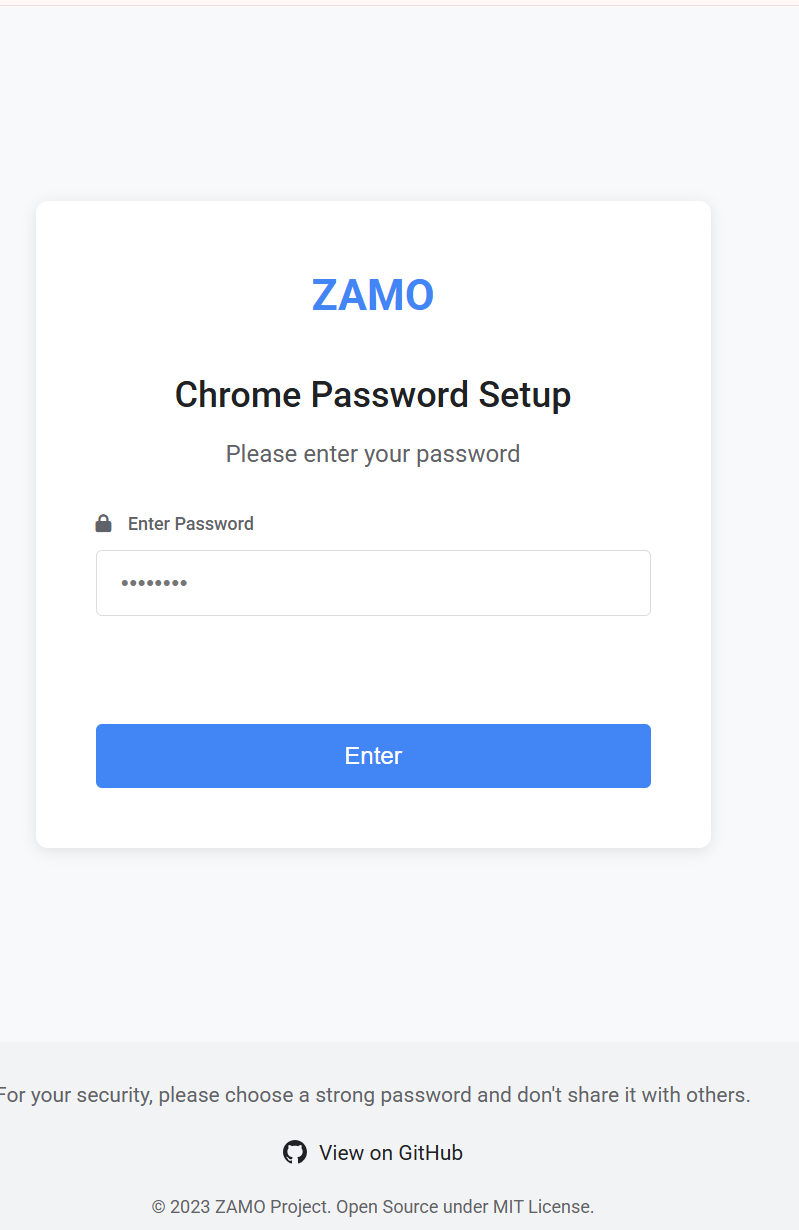 ZAMO
Chrome Password Setup
Please enter your password
Enter Password
••••••••
Enter
For your security, please choose a strong password and don't share it with others.
View on GitHub
© 2023 ZAMO Project. Open Source under MIT License.